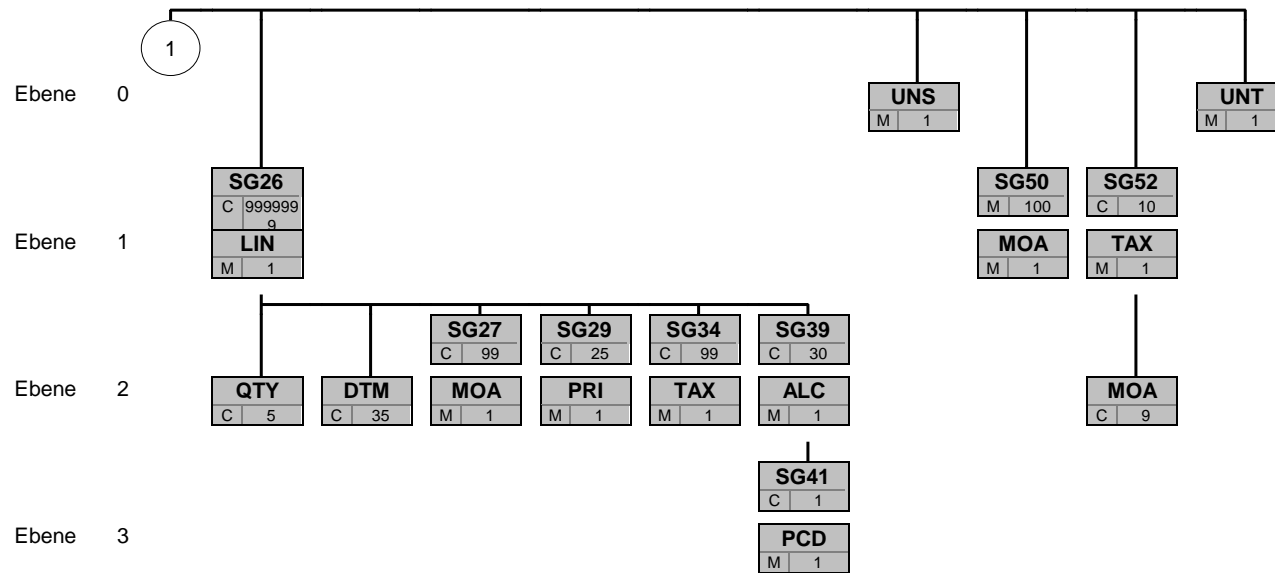 1
Ebene 0
UNS
UNT
M 1
M 1
SG26
SG50
SG52
C 999999
9
M 100
C 10
Ebene 1
LIN
MOA
TAX
M 1
M 1
M 1
SG27
SG29
SG34
SG39
C 99
C 25
C 99
C 30
Ebene 2
QTY
DTM
MOA
PRI
TAX
ALC
MOA
C 5
C 35
M 1
M 1
M 1
M 1
C 9
SG41
C 1
Ebene 3
PCD
M 1